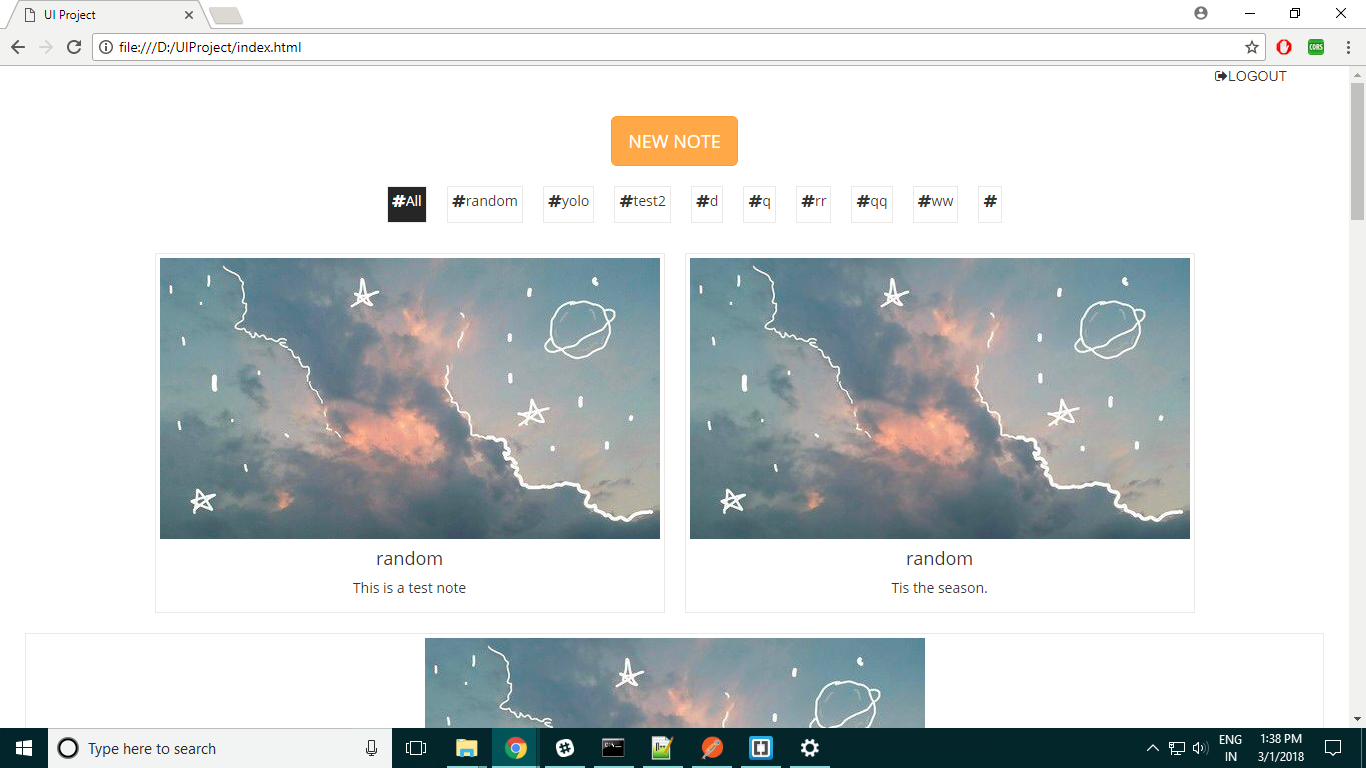 UI Project
file:///D:/UIProject/index.html
CORS
LOGOUT
NEW NOTE
#All #random #yolo #test2 #d #q #rr #qq #ww #
random random
This is a test note Tis the season.
Type here to search
ENG 1:38 PM
IN 3/1/2018